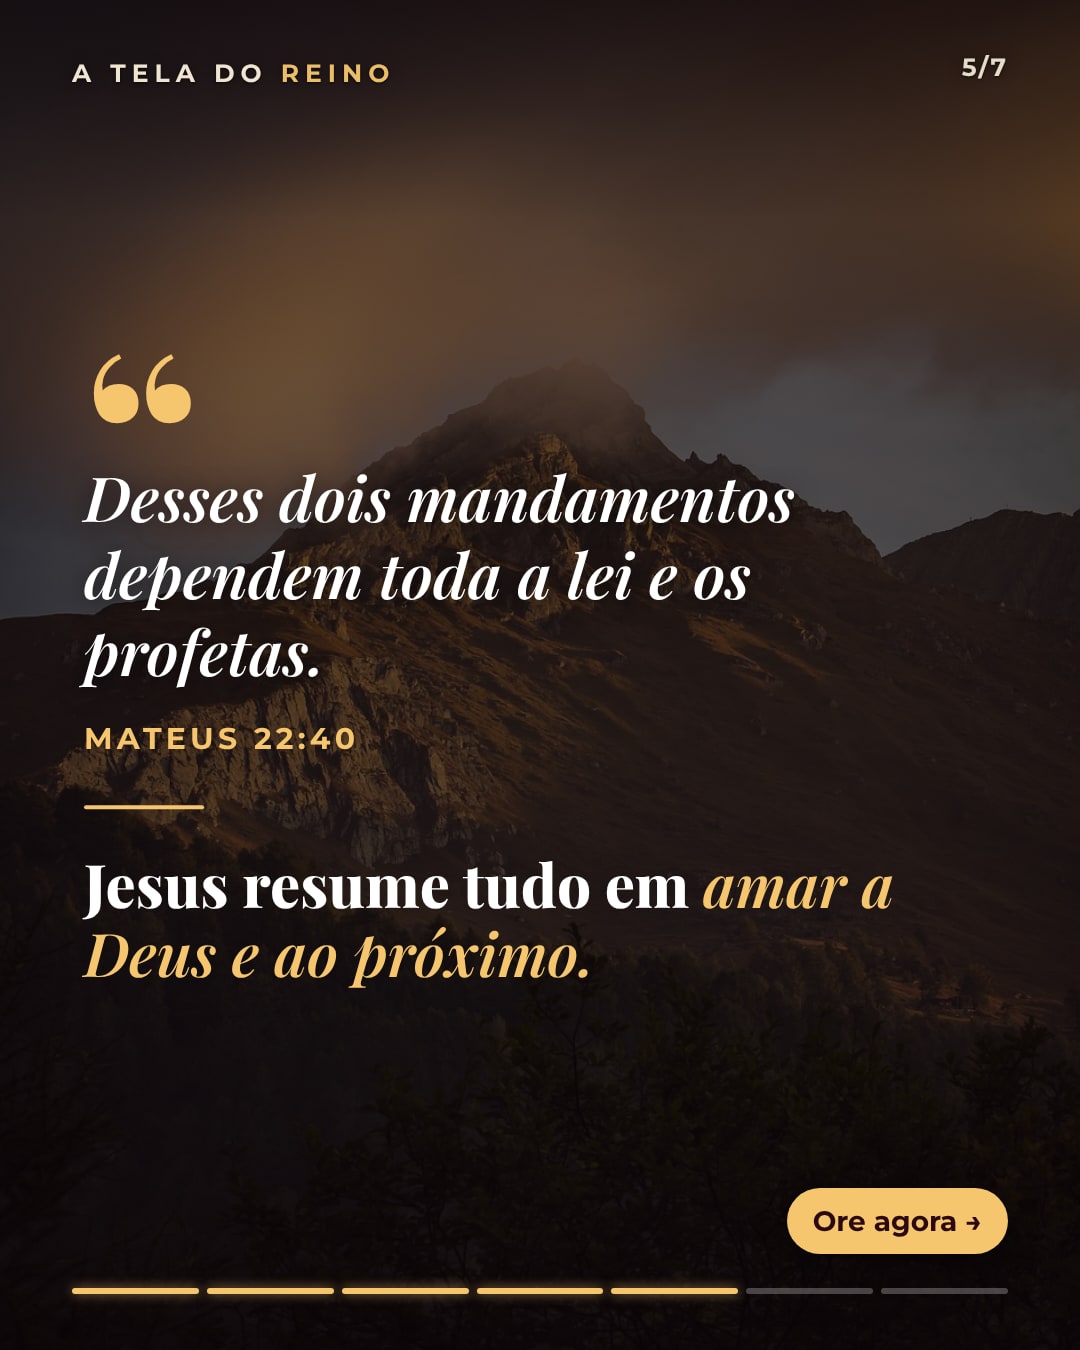 A TELA DO REINO
5/7
“
Desses dois mandamentos
dependem toda a lei e os
profetas.
MATEUS 22:40
Jesus resume tudo em amar a
Deus e ao próximo.
Ore agora →